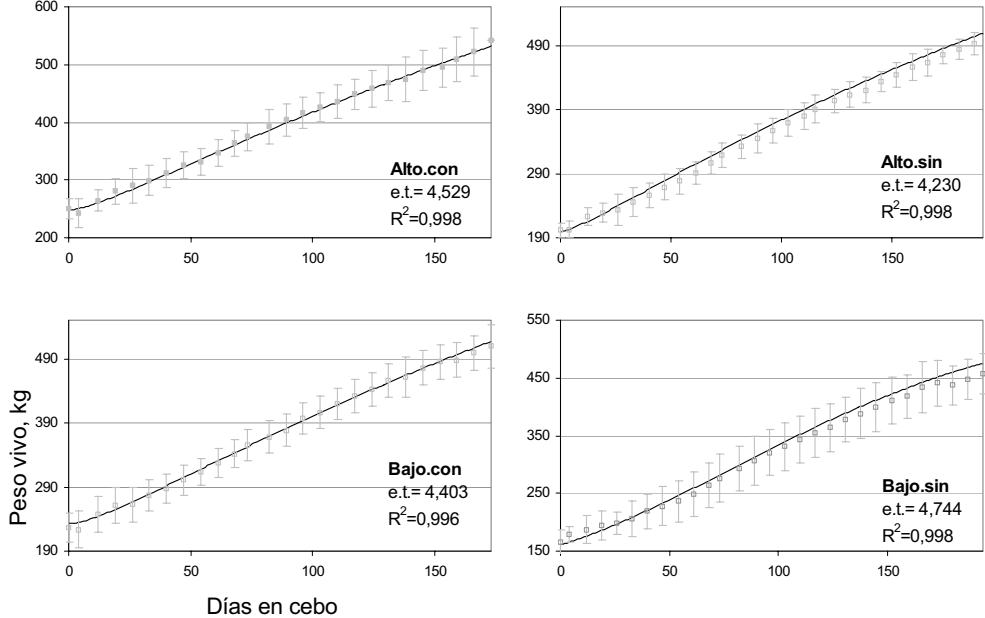 600
500
400
300
200
0
50
100
150
Alto.con
e.t.= 4,529
R²=0,998
490
390
290
190
0
50
100
150
Alto.sin
e.t.= 4,230
R²=0,998
Peso vivo, kg
490
390
290
190
0
50
100
150
Bajo.con
e.t.= 4,403
R²=0,996
550
450
350
250
150
0
50
100
150
Bajo.sin
e.t.= 4,744
R²=0,998
Días en cebo